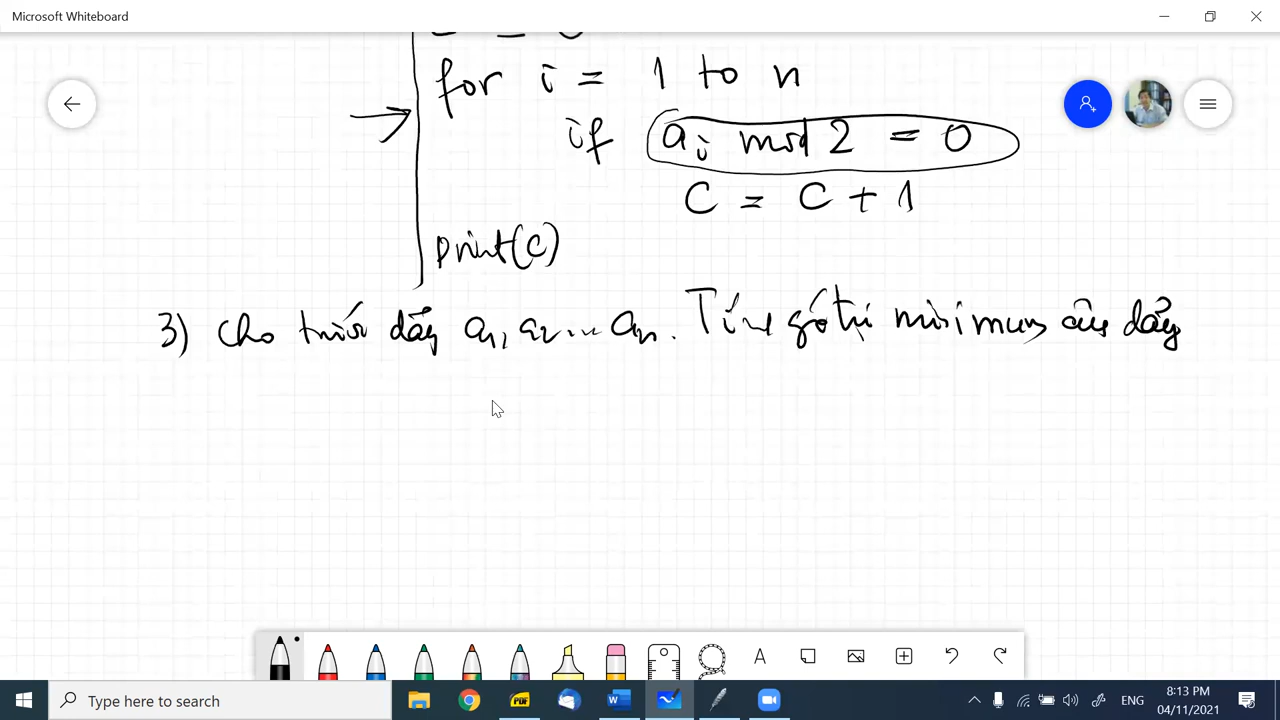 Microsoft Whiteboard
for i = 1 to n
if ai mod 2 = 0
C = C + 1
print(C)
3) Cho trước dãy a1, a2 ... an. Tính giá trị minimum của dãy
Type here to search
PDF
W
A
ENG
8:13 PM
04/11/2021